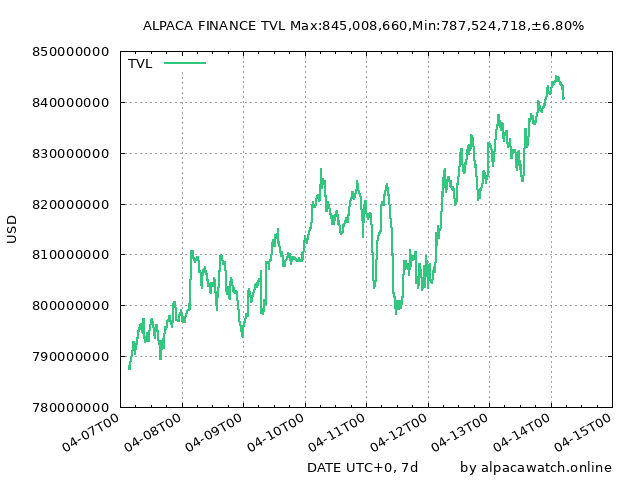 ALPACA FINANCE TVL Max:845,008,660,Min:787,524,718,±6.80%
850000000
TVL
840000000
830000000
820000000
USD
810000000
800000000
790000000
780000000
04-07T00
04-08T00
04-09T00
04-10T00
04-11T00
04-12T00
04-13T00
04-14T00
04-15T00
DATE UTC+0, 7d
by alpacawatch.online